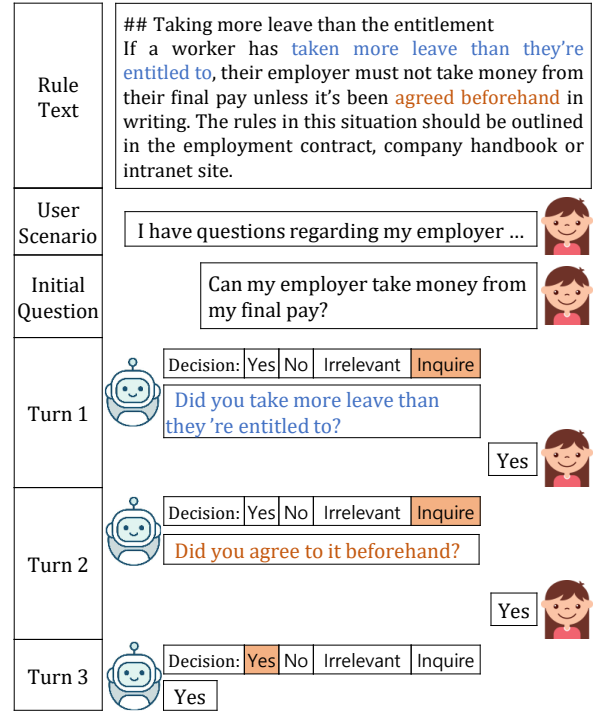 Rule
Text
## Taking more leave than the entitlement
If a worker has taken more leave than they're
entitled to, their employer must not take money from
their final pay unless it's been agreed beforehand in
writing. The rules in this situation should be outlined
in the employment contract, company handbook or
intranet site.
User
Scenario
I have questions regarding my employer ...
Initial
Question
Can my employer take money from
my final pay?
Turn 1
Decision: Yes No Irrelevant Inquire
Did you take more leave than
they 're entitled to?
Yes
Turn 2
Decision: Yes No Irrelevant Inquire
Did you agree to it beforehand?
Yes
Turn 3
Decision: Yes No Irrelevant Inquire
Yes